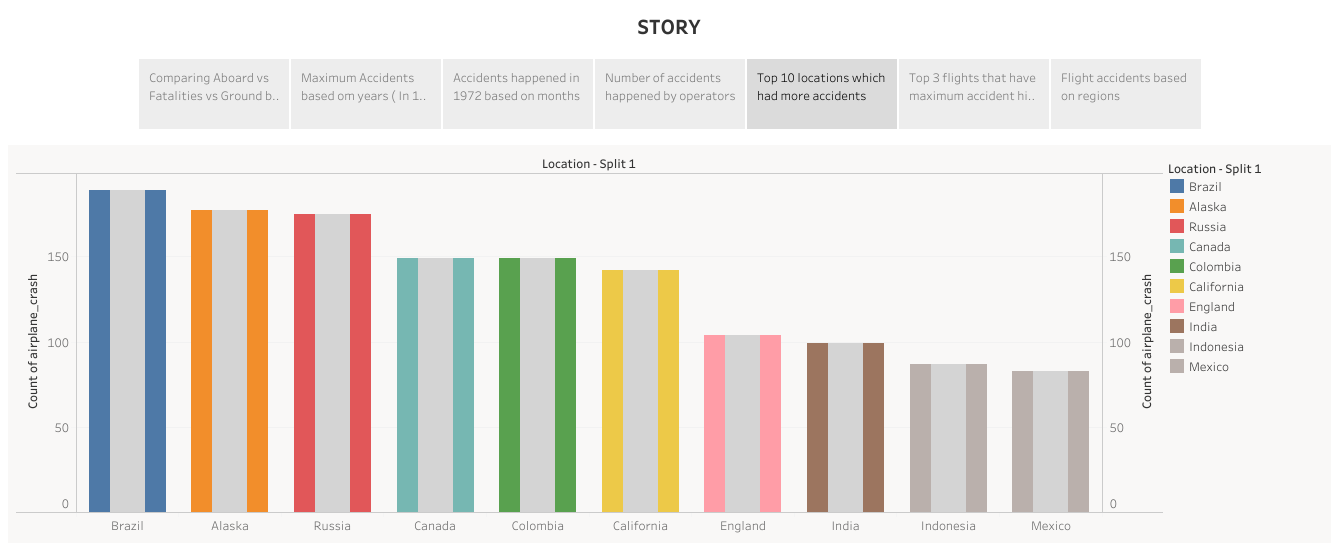 STORY
Comparing Aboard vs
Fatalities vs Ground b..
Maximum Accidents
based om years ( In 1..
Accidents happened in
1972 based on months
Number of accidents
happened by operators
Top 10 locations which
had more accidents
Top 3 flights that have
maximum accident hi..
Flight accidents based
on regions
Location - Split 1
Count of airplane_crash
150
100
50
0
Brazil
Alaska
Russia
Canada
Colombia
California
England
India
Indonesia
Mexico
150
100
50
0
Count of airplane_crash
Location - Split 1
Brazil
Alaska
Russia
Canada
Colombia
California
England
India
Indonesia
Mexico